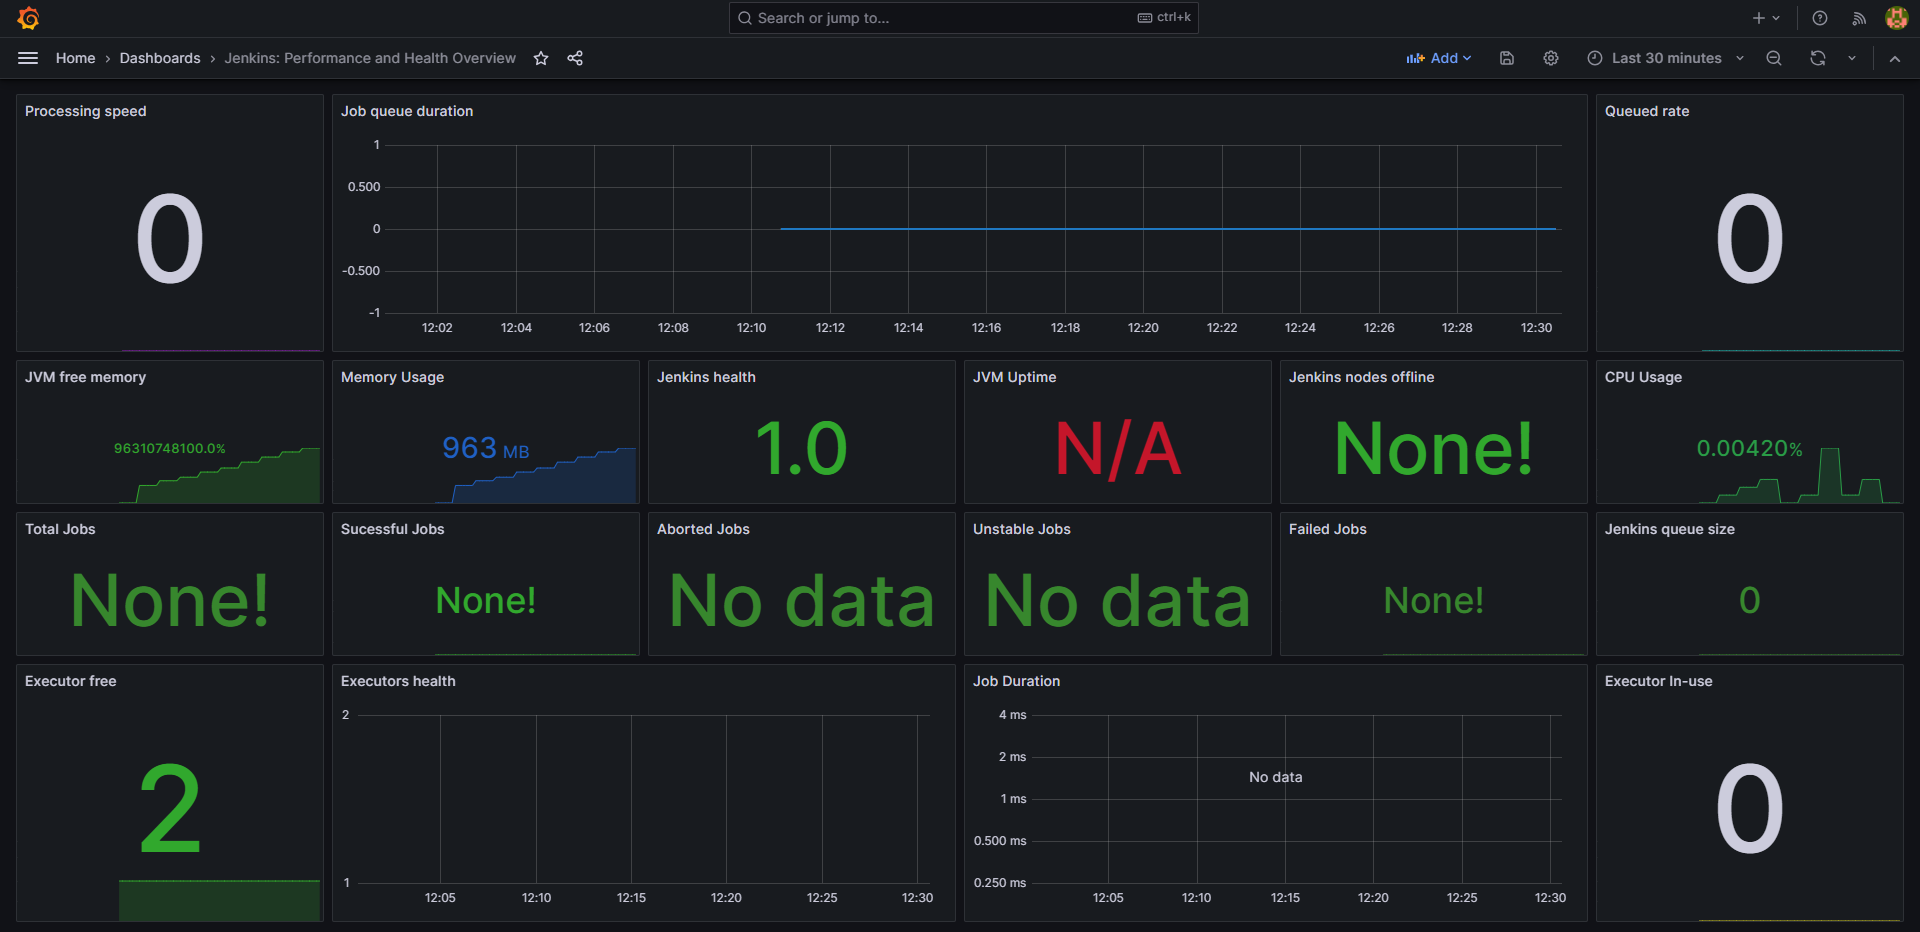 Search or jump to...
ctrl+k
Home › Dashboards › Jenkins: Performance and Health Overview
Add
Last 30 minutes
Processing speed
0
Job queue duration
1
0.500
0
-0.500
-1
12:02 12:04 12:06 12:08 12:10 12:12 12:14 12:16 12:18 12:20 12:22 12:24 12:26 12:28 12:30
Queued rate
0
JVM free memory
96310748100.0%
Memory Usage
963 MB
Jenkins health
1.0
JVM Uptime
N/A
Jenkins nodes offline
None!
CPU Usage
0.00420%
Total Jobs
None!
Sucessful Jobs
None!
Aborted Jobs
No data
Unstable Jobs
No data
Failed Jobs
None!
Jenkins queue size
0
Executor free
2
Executors health
2
1
12:05 12:10 12:15 12:20 12:25 12:30
Job Duration
4 ms
2 ms
No data
1 ms
0.500 ms
0.250 ms
12:05 12:10 12:15 12:20 12:25 12:30
Executor In-use
0